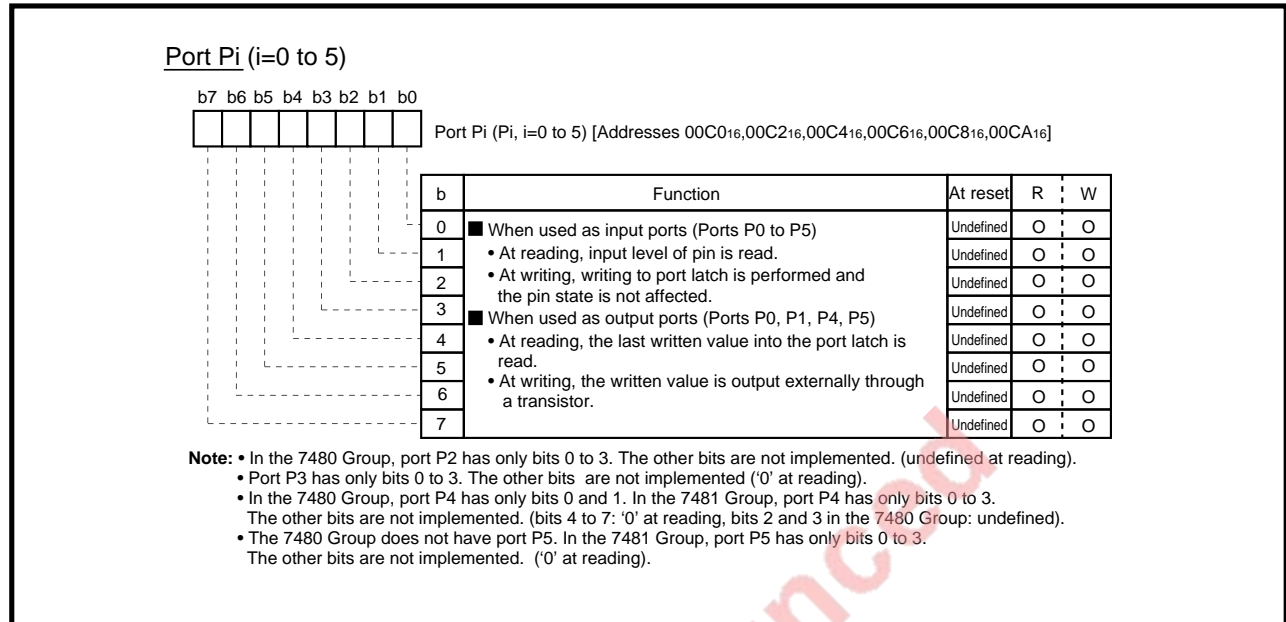 Port Pi (i=0 to 5)
b7 b6 b5 b4 b3 b2 b1 b0
Port Pi (Pi, i=0 to 5) [Addresses 00C016,00C216,00C416,00C616,00C816,00CA16]
b Function At reset R W
0 ■ When used as input ports (Ports P0 to P5) Undefined O O
1 • At reading, input level of pin is read. Undefined O O
2 • At writing, writing to port latch is performed and Undefined O O
the pin state is not affected.
3 Undefined O O
■ When used as output ports (Ports P0, P1, P4, P5)
4 • At reading, the last written value into the port latch is Undefined O O
5 read. Undefined O O
• At writing, the written value is output externally through
6 a transistor. Undefined O O
7 Undefined O O
Note: • In the 7480 Group, port P2 has only bits 0 to 3. The other bits are not implemented. (undefined at reading).
• Port P3 has only bits 0 to 3. The other bits are not implemented (‘0’ at reading).
• In the 7480 Group, port P4 has only bits 0 and 1. In the 7481 Group, port P4 has only bits 0 to 3.
The other bits are not implemented. (bits 4 to 7: ‘0’ at reading, bits 2 and 3 in the 7480 Group: undefined).
• The 7480 Group does not have port P5. In the 7481 Group, port P5 has only bits 0 to 3.
The other bits are not implemented. (‘0’ at reading).
nced